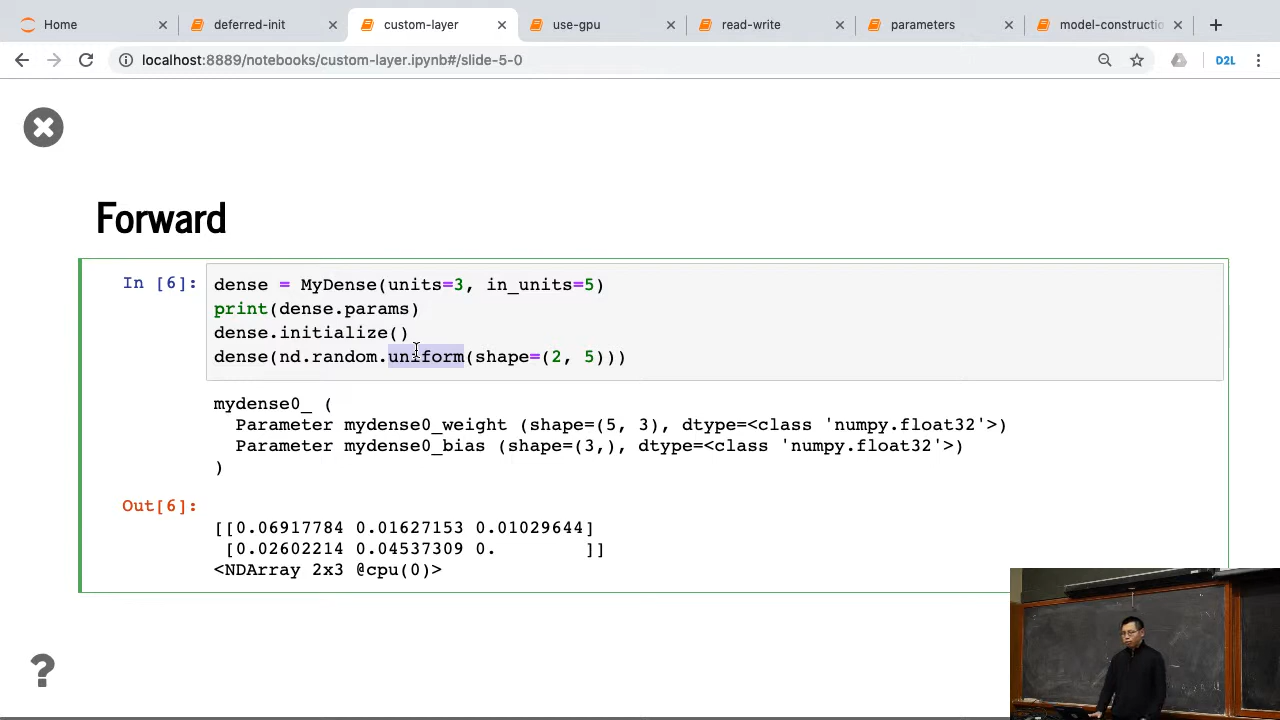 Home
deferred-init
custom-layer
use-gpu
read-write
parameters
model-constructio
localhost:8889/notebooks/custom-layer.ipynb#/slide-5-0
D2L
Forward
In [6]:
dense = MyDense(units=3, in_units=5)
print(dense.params)
dense.initialize()
dense(nd.random.uniform(shape=(2, 5)))
mydense0_ (
  Parameter mydense0_weight (shape=(5, 3), dtype=<class 'numpy.float32'>)
  Parameter mydense0_bias (shape=(3,), dtype=<class 'numpy.float32'>)
)
Out[6]:
[[0.06917784 0.01627153 0.01029644]
 [0.02602214 0.04537309 0.        ]]
<NDArray 2x3 @cpu(0)>
?